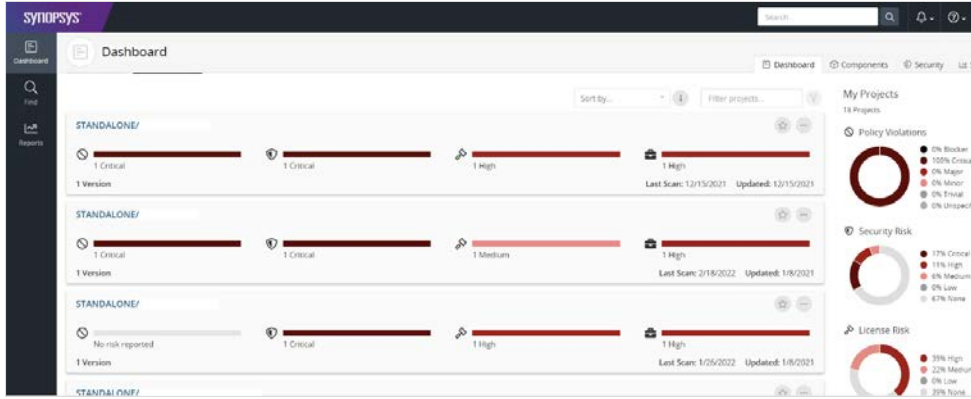 SYNOPSYS
Search
Dashboard
Find
Reports
Dashboard
Dashboard
Components
Security
Sort by...
Filter projects...
STANDALONE/
1 Critical
1 Critical
1 High
1 High
1 Version
Last Scan: 12/15/2021 Updated: 12/15/2021
STANDALONE/
1 Critical
1 Critical
1 Medium
1 High
1 Version
Last Scan: 2/18/2022 Updated: 1/8/2021
STANDALONE/
No risk reported
1 Critical
1 High
1 High
1 Version
Last Scan: 1/26/2022 Updated: 1/8/2021
STANDALONE/
My Projects
18 Projects
Policy Violations
0% Blocker
100% Critica
0% Major
0% Minor
0% Trivial
0% Unspecif
Security Risk
17% Critical
11% High
6% Medium
0% Low
67% None
License Risk
39% High
22% Medium
0% Low
39% None